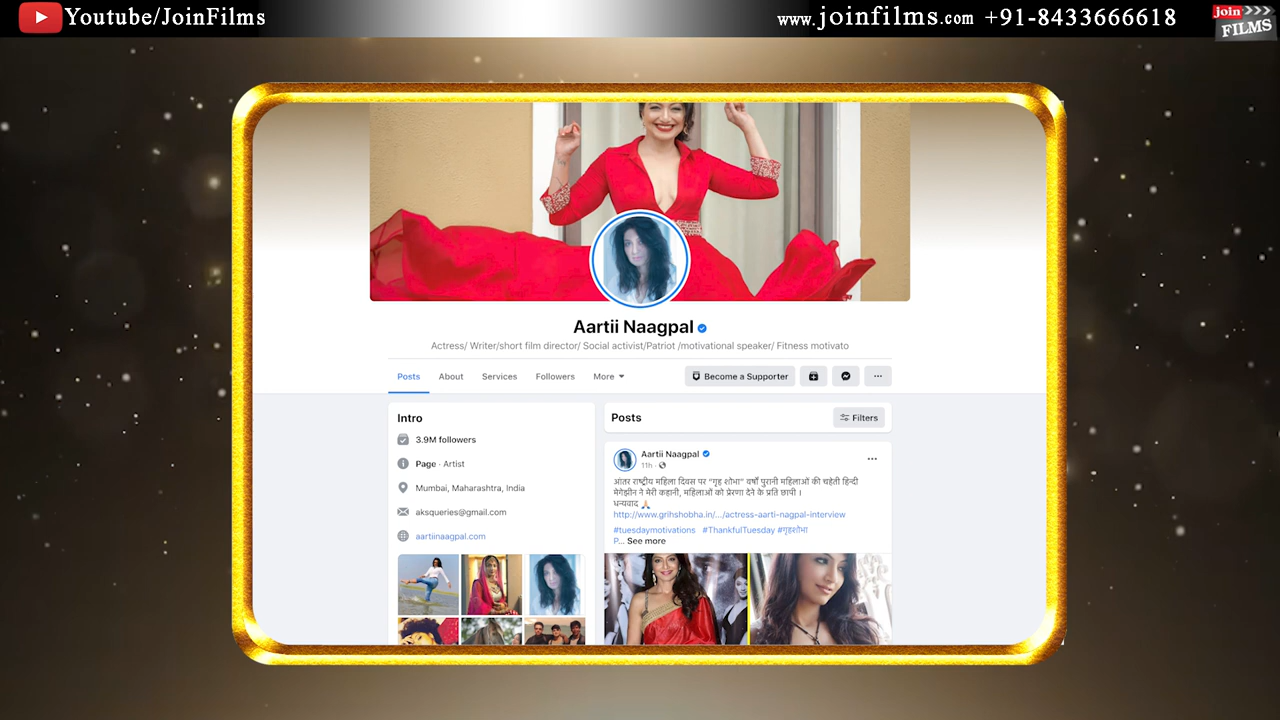 Youtube/JoinFilms
www.joinfilms.com +91-8433666618
join
FILMS
Aartii Naagpal
Actress/ Writer/short film director/ Social activist/Patriot /motivational speaker/ Fitness motivato
Posts About Services Followers More
Become a Supporter
Intro
3.9M followers
Page · Artist
Mumbai, Maharashtra, India
aksqueries@gmail.com
aartiinaagpal.com
Posts
Filters
Aartii Naagpal
11h ·
आंतर राष्ट्रीय महिला दिवस पर "गृह शोभा" वर्षों पुरानी महिलाओं की चहेती हिन्दी
मेगेझीन ने मेरी कहानी, महिलाओं को प्रेरणा देने के प्रति छापी ।
धन्यवाद 🙏🏻
http://www.grihshobha.in/.../actress-aarti-nagpal-interview
#tuesdaymotivations #ThankfulTuesday #गृहशोभा
P... See more